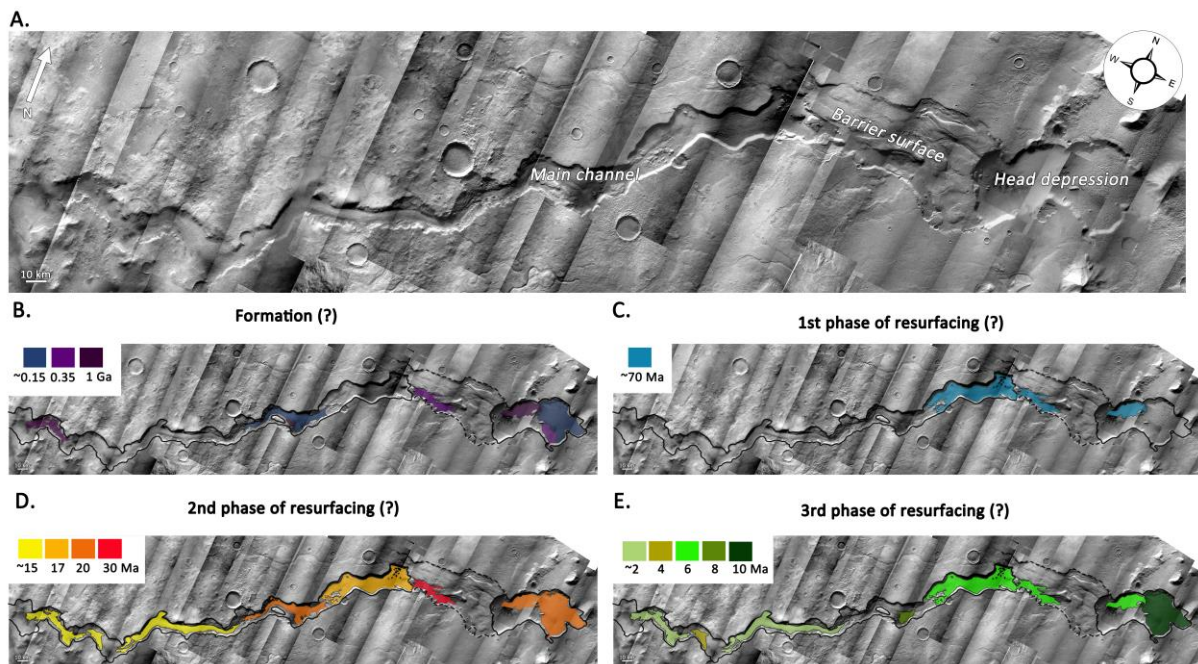 A.
N
N
W
E
S
Barrier surface
Main channel
Head depression
10 km
B.
Formation (?)
~0.15 0.35 1 Ga
C.
1st phase of resurfacing (?)
~70 Ma
D.
2nd phase of resurfacing (?)
~15 17 20 30 Ma
E.
3rd phase of resurfacing (?)
~2 4 6 8 10 Ma